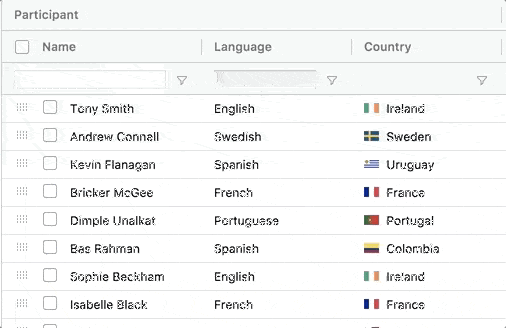 Participant
Name Language Country
Tony Smith English Ireland
Andrew Connell Swedish Sweden
Kevin Flanagan Spanish Uruguay
Bricker McGee French France
Dimple Unalkat Portuguese Portugal
Bas Rahman Spanish Colombia
Sophie Beckham English Ireland
Isabelle Black French France